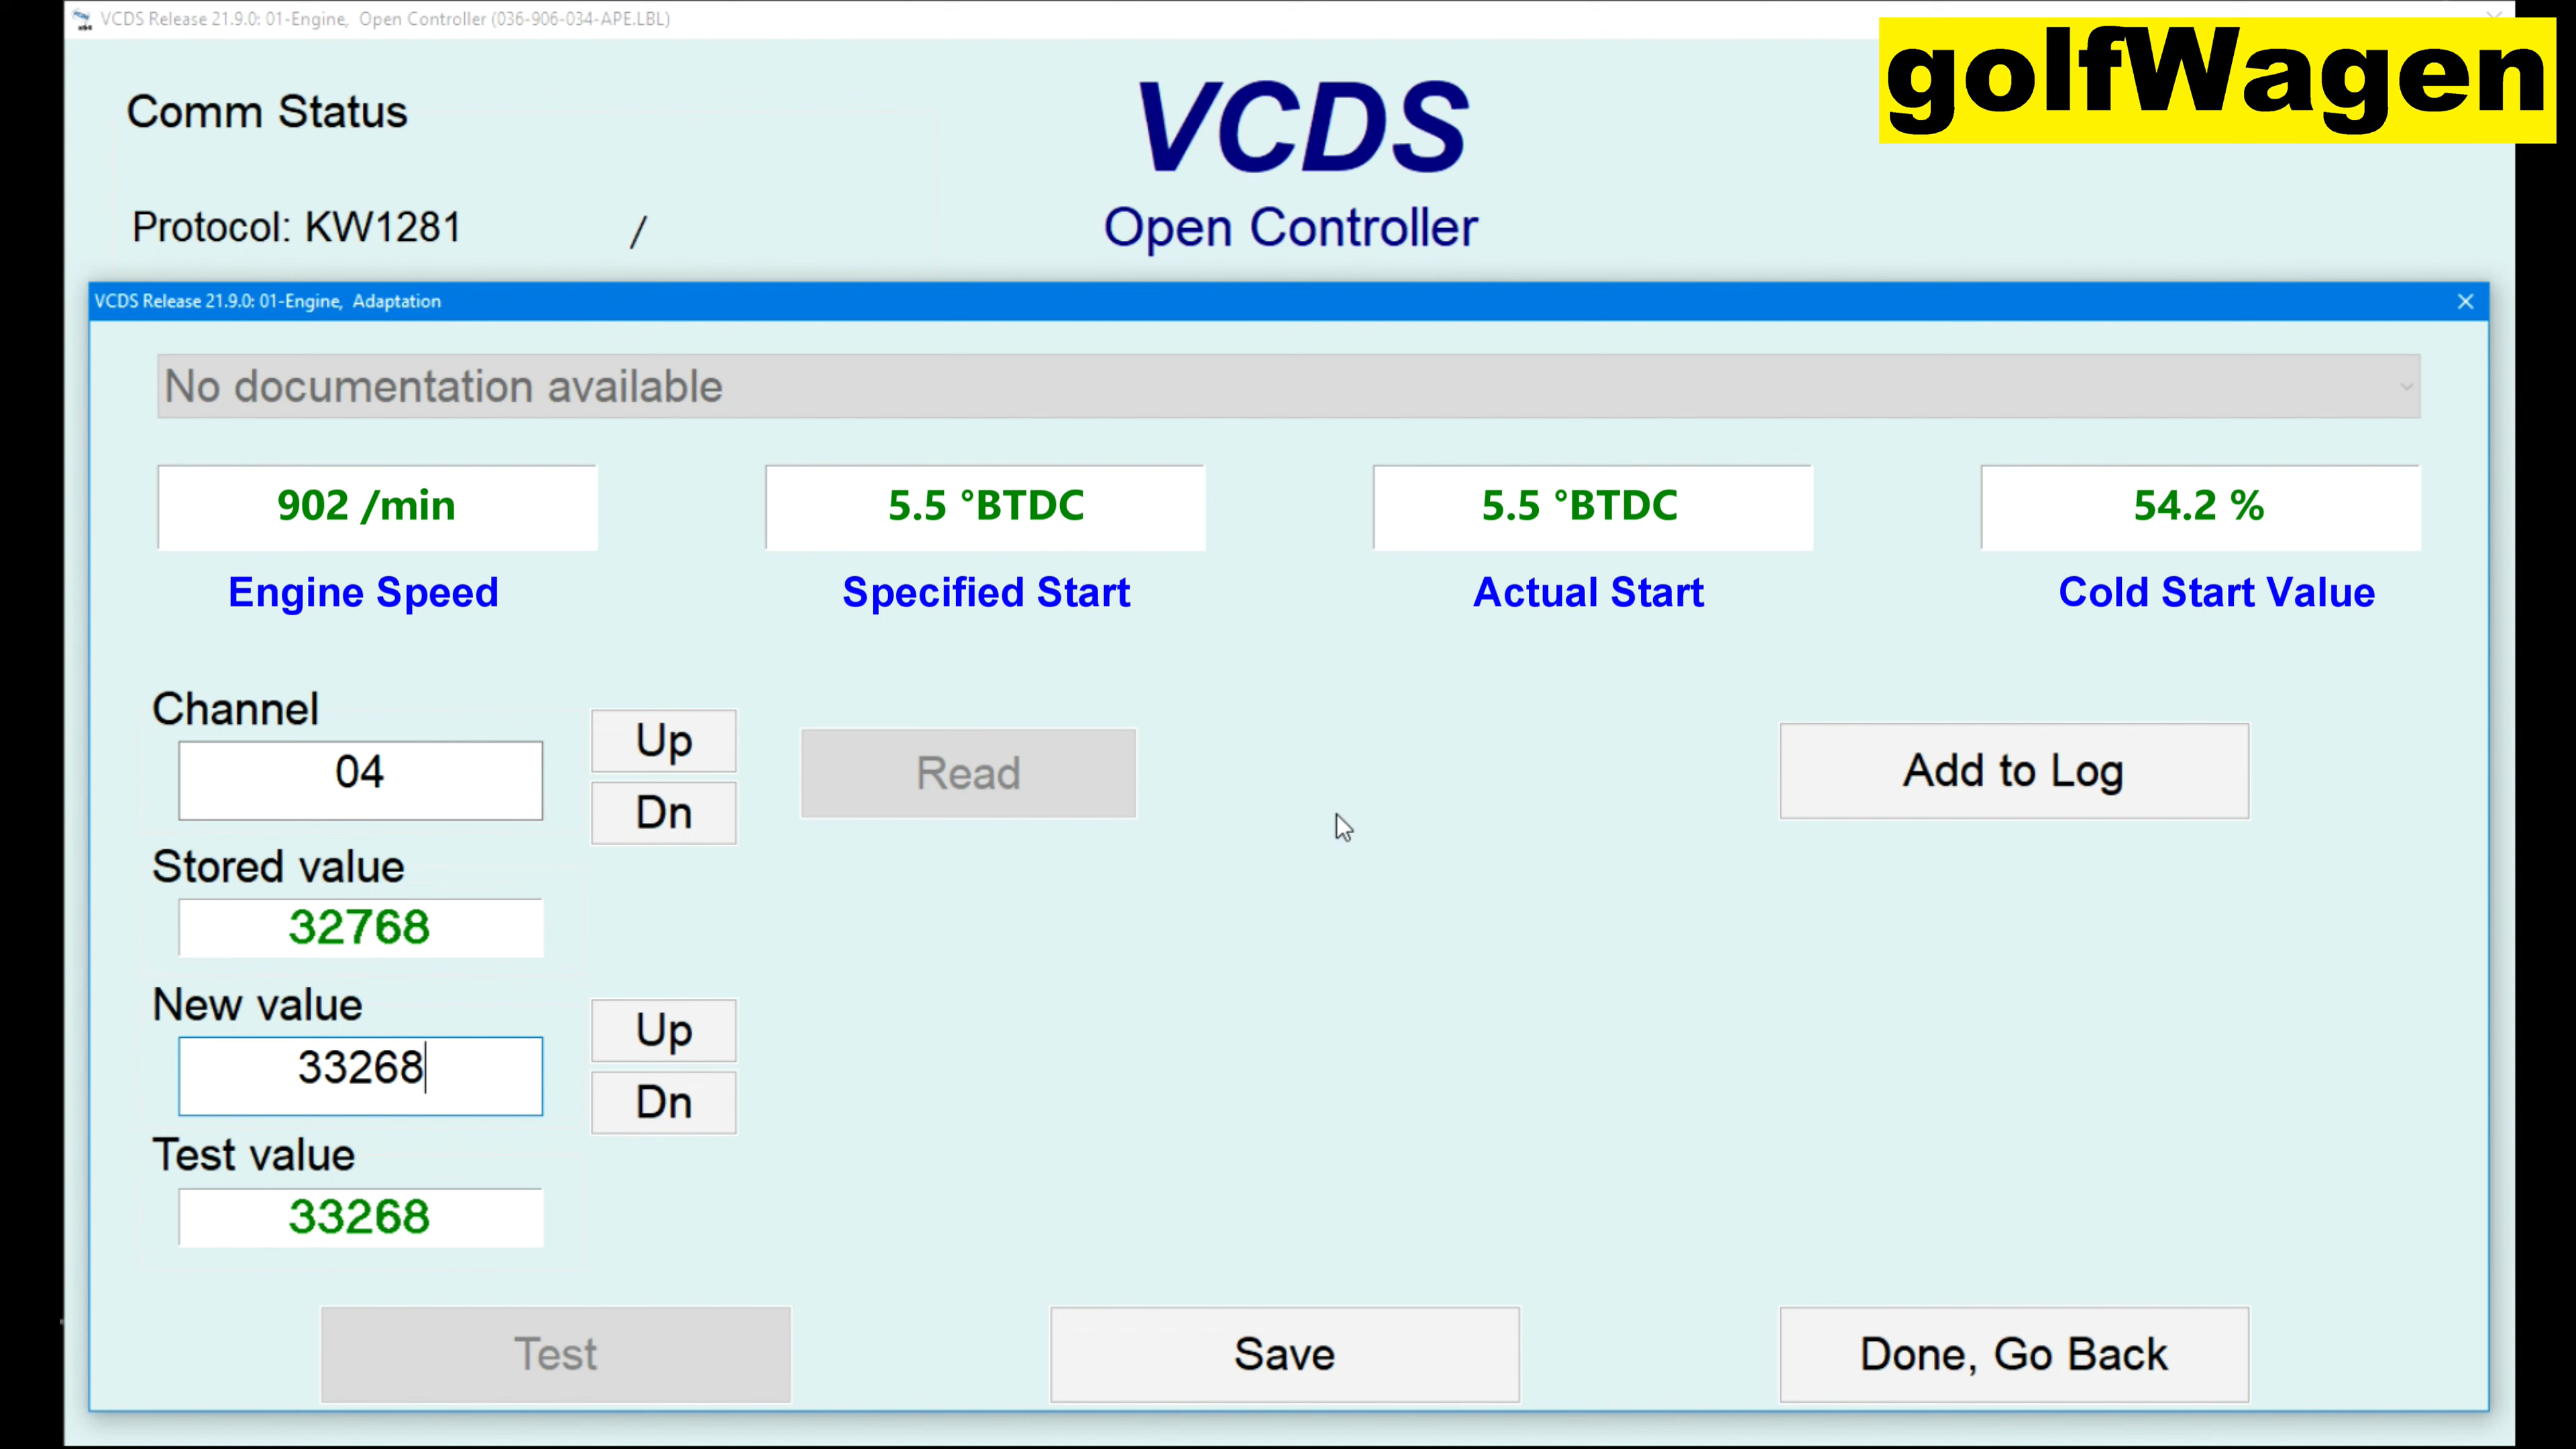 VCDS Release 21.9.0: 01-Engine, Open Controller (036-906-034-APE.LBL)
golfWagen
Comm Status
VCDS
Protocol: KW1281 /
Open Controller
VCDS Release 21.9.0: 01-Engine, Adaptation
No documentation available
902 /min 5.5 °BTDC 5.5 °BTDC 54.2 %
Engine Speed Specified Start Actual Start Cold Start Value
Channel
04
Up
Dn
Read
Add to Log
Stored value
32768
New value
33268
Up
Dn
Test value
33268
Test Save Done, Go Back